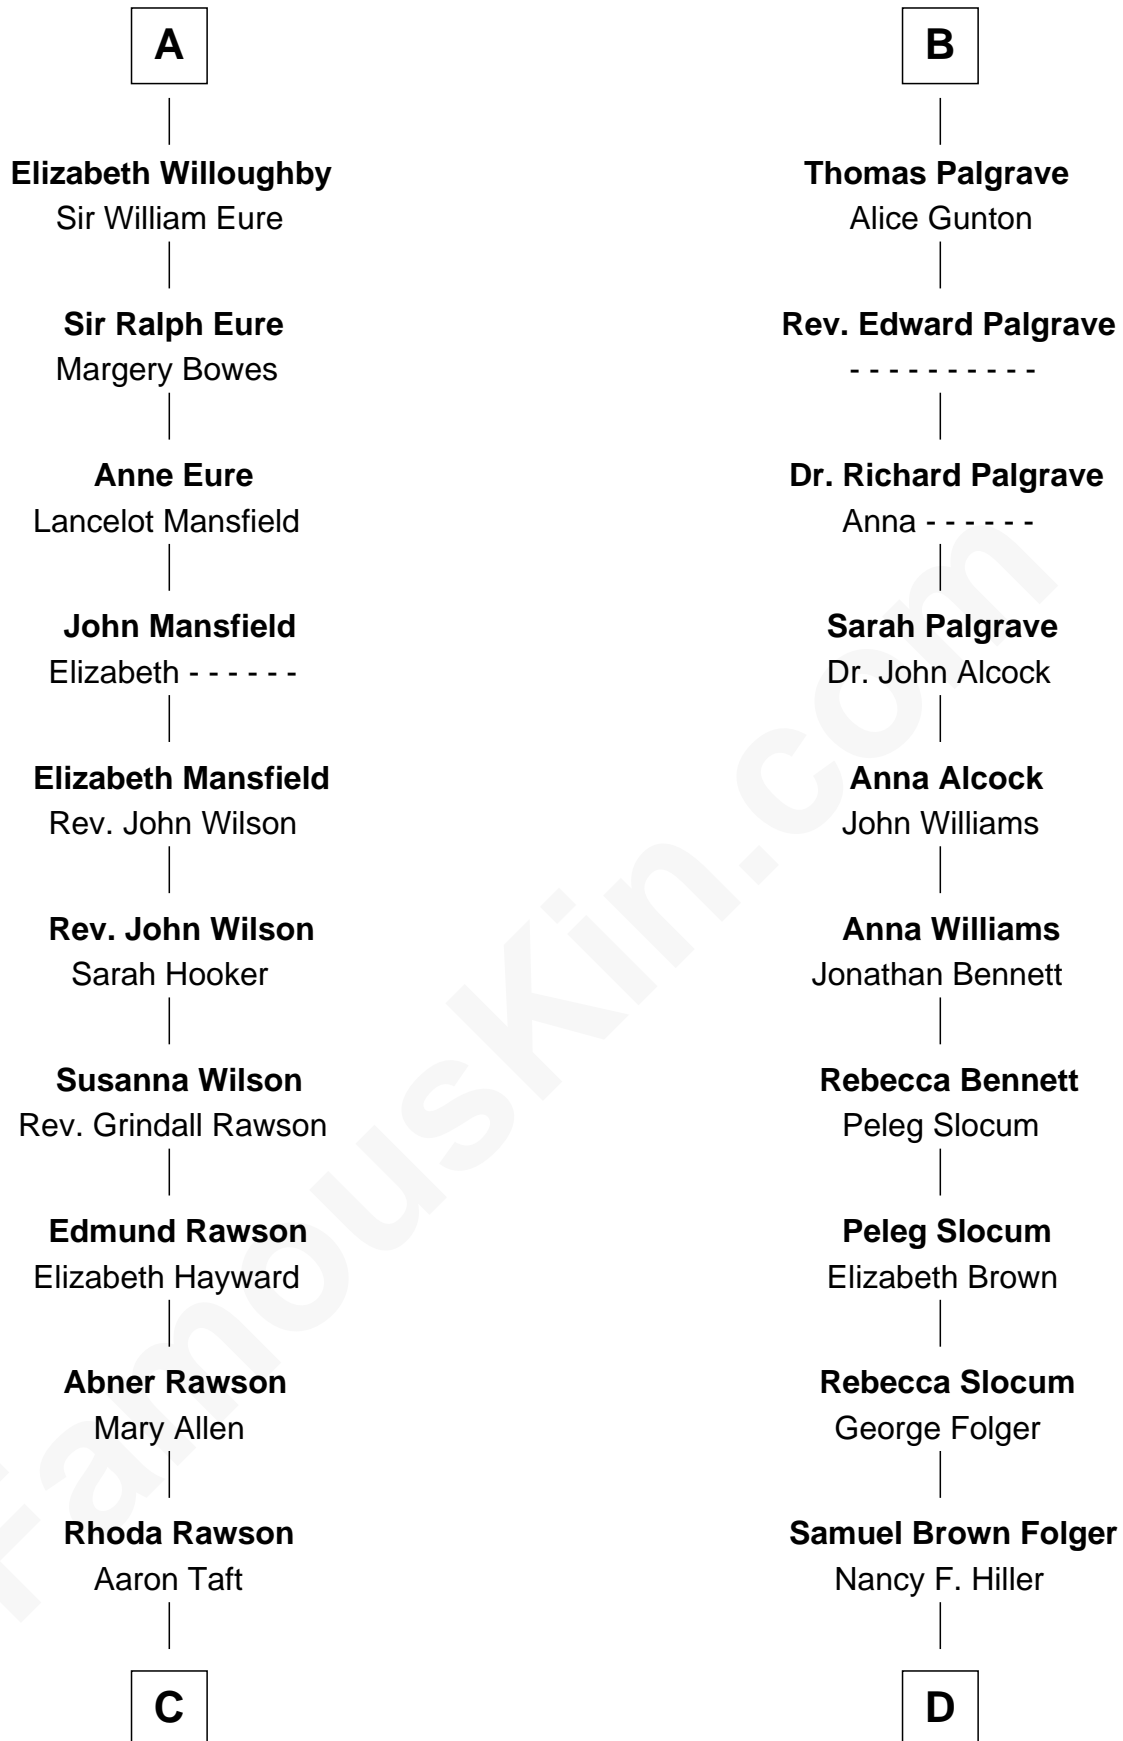 A
Elizabeth Willoughby
Sir William Eure
Sir Ralph Eure
Margery Bowes
Anne Eure
Lancelot Mansfield
John Mansfield
Elizabeth - - - - - -
Elizabeth Mansfield
Rev. John Wilson
Rev. John Wilson
Sarah Hooker
Susanna Wilson
Rev. Grindall Rawson
Edmund Rawson
Elizabeth Hayward
Abner Rawson
Mary Allen
Rhoda Rawson
Aaron Taft
C
B
Thomas Palgrave
Alice Gunton
Rev. Edward Palgrave
- - - - - - - - - -
Dr. Richard Palgrave
Anna - - - - - -
Sarah Palgrave
Dr. John Alcock
Anna Alcock
John Williams
Anna Williams
Jonathan Bennett
Rebecca Bennett
Peleg Slocum
Peleg Slocum
Elizabeth Brown
Rebecca Slocum
George Folger
Samuel Brown Folger
Nancy F. Hiller
D
FamousKin.com